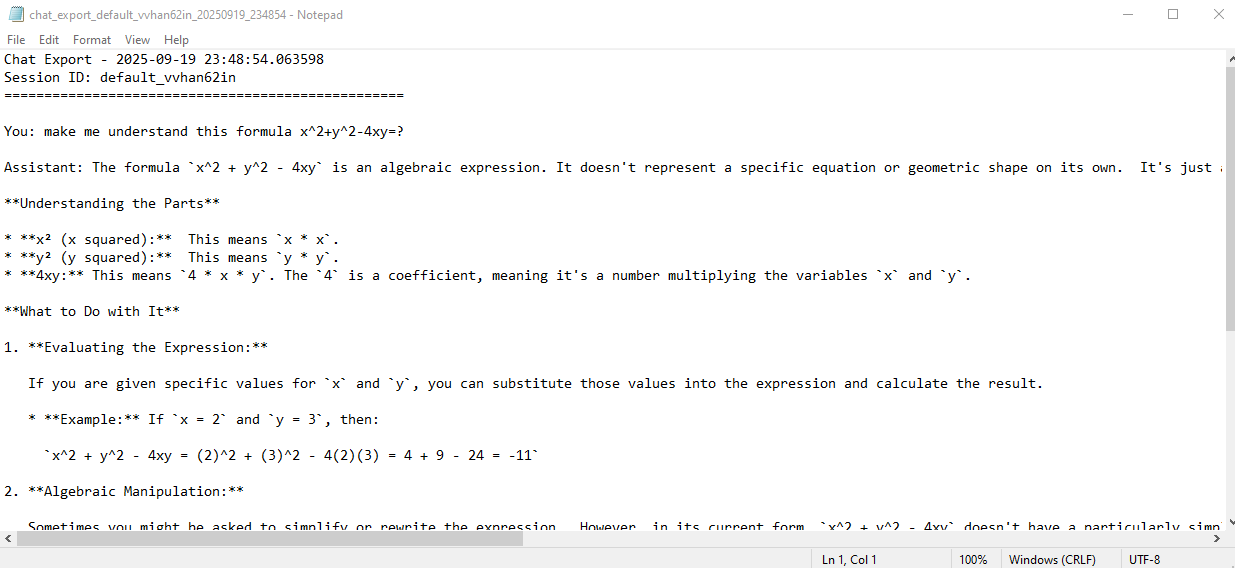 chat_export_default_vvhan62in_20250919_234854 - Notepad
File Edit Format View Help
Chat Export - 2025-09-19 23:48:54.063598
Session ID: default_vvhan62in
==================================================
You: make me understand this formula x^2+y^2-4xy=?
Assistant: The formula `x^2 + y^2 - 4xy` is an algebraic expression. It doesn't represent a specific equation or geometric shape on its own.  It's just
**Understanding the Parts**
* **x² (x squared):**  This means `x * x`.
* **y² (y squared):**  This means `y * y`.
* **4xy:** This means `4 * x * y`. The `4` is a coefficient, meaning it's a number multiplying the variables `x` and `y`.
**What to Do with It**
1. **Evaluating the Expression:**
If you are given specific values for `x` and `y`, you can substitute those values into the expression and calculate the result.
* **Example:** If `x = 2` and `y = 3`, then:
`x^2 + y^2 - 4xy = (2)^2 + (3)^2 - 4(2)(3) = 4 + 9 - 24 = -11`
2. **Algebraic Manipulation:**
Sometimes you might be asked to simplify or rewrite the expression.  However, in its current form, `x^2 + y^2 - 4xy` doesn't have a particularly
Ln 1, Col 1 100% Windows (CRLF) UTF-8